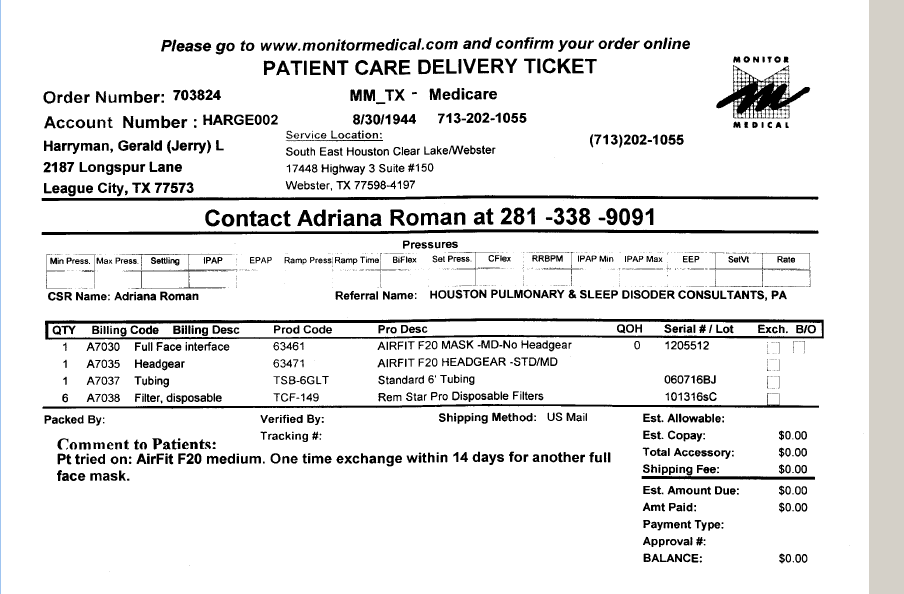 Please go to www.monitormedical.com and confirm your order online
PATIENT CARE DELIVERY TICKET
MONITOR
MEDICAL
Order Number: 703824 MM_TX - Medicare
Account Number : HARGE002 8/30/1944 713-202-1055
Harryman, Gerald (Jerry) L
2187 Longspur Lane
League City, TX 77573
Service Location:
South East Houston Clear Lake/Webster
17448 Highway 3 Suite #150
Webster, TX 77598-4197
(713)202-1055
Contact Adriana Roman at 281 -338 -9091
Pressures
Min Press. Max Press. Settling IPAP EPAP Ramp Press Ramp Time BiFlex Set Press. CFlex RRBPM IPAP Min IPAP Max EEP SetVt Rate
CSR Name: Adriana Roman Referral Name: HOUSTON PULMONARY & SLEEP DISODER CONSULTANTS, PA
QTY Billing Code Billing Desc Prod Code Pro Desc QOH Serial # / Lot Exch. B/O
1 A7030 Full Face interface 63461 AIRFIT F20 MASK -MD-No Headgear 0 1205512
1 A7035 Headgear 63471 AIRFIT F20 HEADGEAR -STD/MD
1 A7037 Tubing TSB-6GLT Standard 6' Tubing 060716BJ
6 A7038 Filter, disposable TCF-149 Rem Star Pro Disposable Filters 101316sC
Packed By: Verified By: Shipping Method: US Mail
Tracking #:
Comment to Patients:
Pt tried on: AirFit F20 medium. One time exchange within 14 days for another full
face mask.
Est. Allowable:
Est. Copay: $0.00
Total Accessory: $0.00
Shipping Fee: $0.00
Est. Amount Due: $0.00
Amt Paid: $0.00
Payment Type:
Approval #:
BALANCE: $0.00